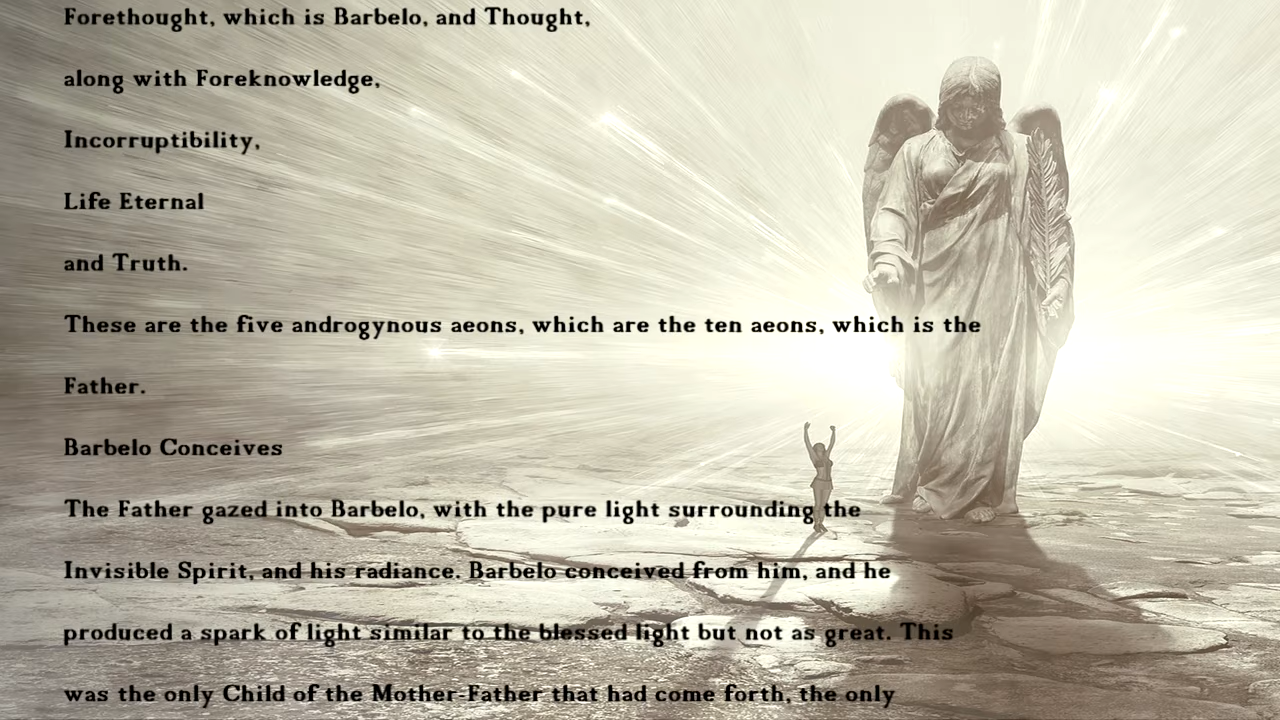 Forethought, which is Barbelo, and Thought,
along with Foreknowledge,
Incorruptibility,
Life Eternal
and Truth.
These are the five androgynous aeons, which are the ten aeons, which is the
Father.
Barbelo Conceives
The Father gazed into Barbelo, with the pure light surrounding the
Invisible Spirit, and his radiance. Barbelo conceived from him, and he
produced a spark of light similar to the blessed light but not as great. This
was the only Child of the Mother-Father that had come forth, the only